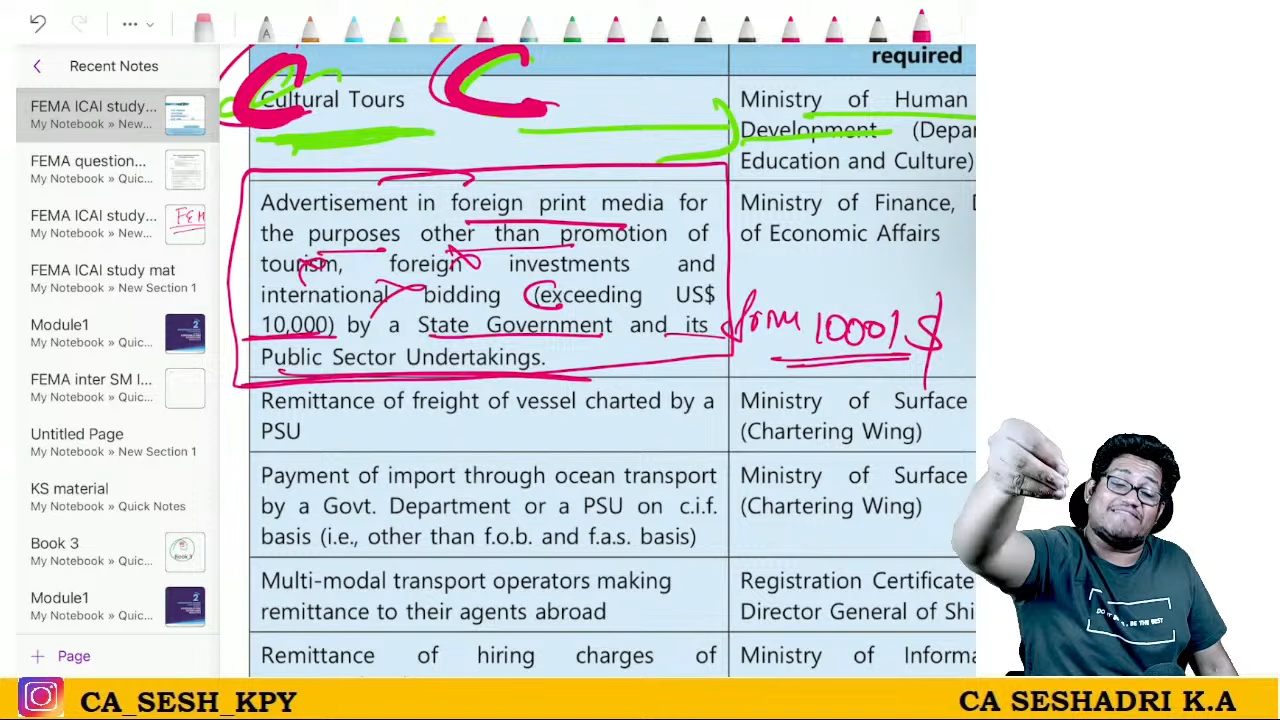 Recent Notes
FEMA ICAI study...
My Notebook » New...
FEMA question...
My Notebook » Quic...
FEMA ICAI study...
My Notebook » New...
FEM
FEMA ICAI study mat
My Notebook » New Section 1
Module1
My Notebook » Quic...
FEMA inter SM I...
My Notebook » Quic...
Untitled Page
My Notebook » New Section 1
KS material
My Notebook » Quick Notes
Book 3
My Notebook » Quic...
Book 3
Module1
My Notebook » Quic...
+ Page
required
C C
Cultural Tours
Ministry of Human
Development (Depar
Education and Culture)
Advertisement in foreign print media for
the purposes other than promotion of
tourism, foreign investments and
international bidding (exceeding US$
10,000) by a State Government and its
Public Sector Undertakings.
Ministry of Finance, D
of Economic Affairs
from 10001 $
Remittance of freight of vessel charted by a
PSU
Ministry of Surface
(Chartering Wing)
Payment of import through ocean transport
by a Govt. Department or a PSU on c.i.f.
basis (i.e., other than f.o.b. and f.a.s. basis)
Ministry of Surface
(Chartering Wing)
Multi-modal transport operators making
remittance to their agents abroad
Registration Certificate
Director General of Shi
Remittance of hiring charges of
Ministry of Informa
CA_SESH_KPY
CA SESHADRI K.A